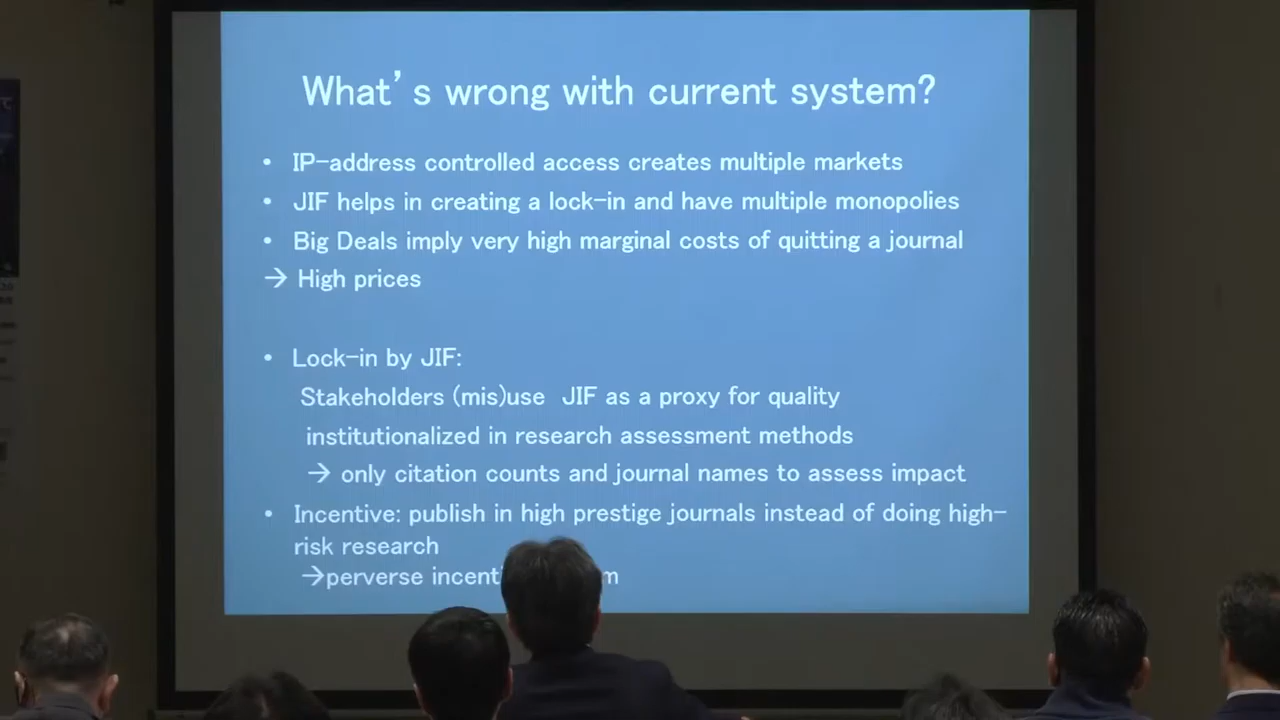 What's wrong with current system?
• IP-address controlled access creates multiple markets
• JIF helps in creating a lock-in and have multiple monopolies
• Big Deals imply very high marginal costs of quitting a journal
→ High prices
• Lock-in by JIF:
Stakeholders (mis)use JIF as a proxy for quality
institutionalized in research assessment methods
→ only citation counts and journal names to assess impact
• Incentive: publish in high prestige journals instead of doing high-
risk research
→perverse